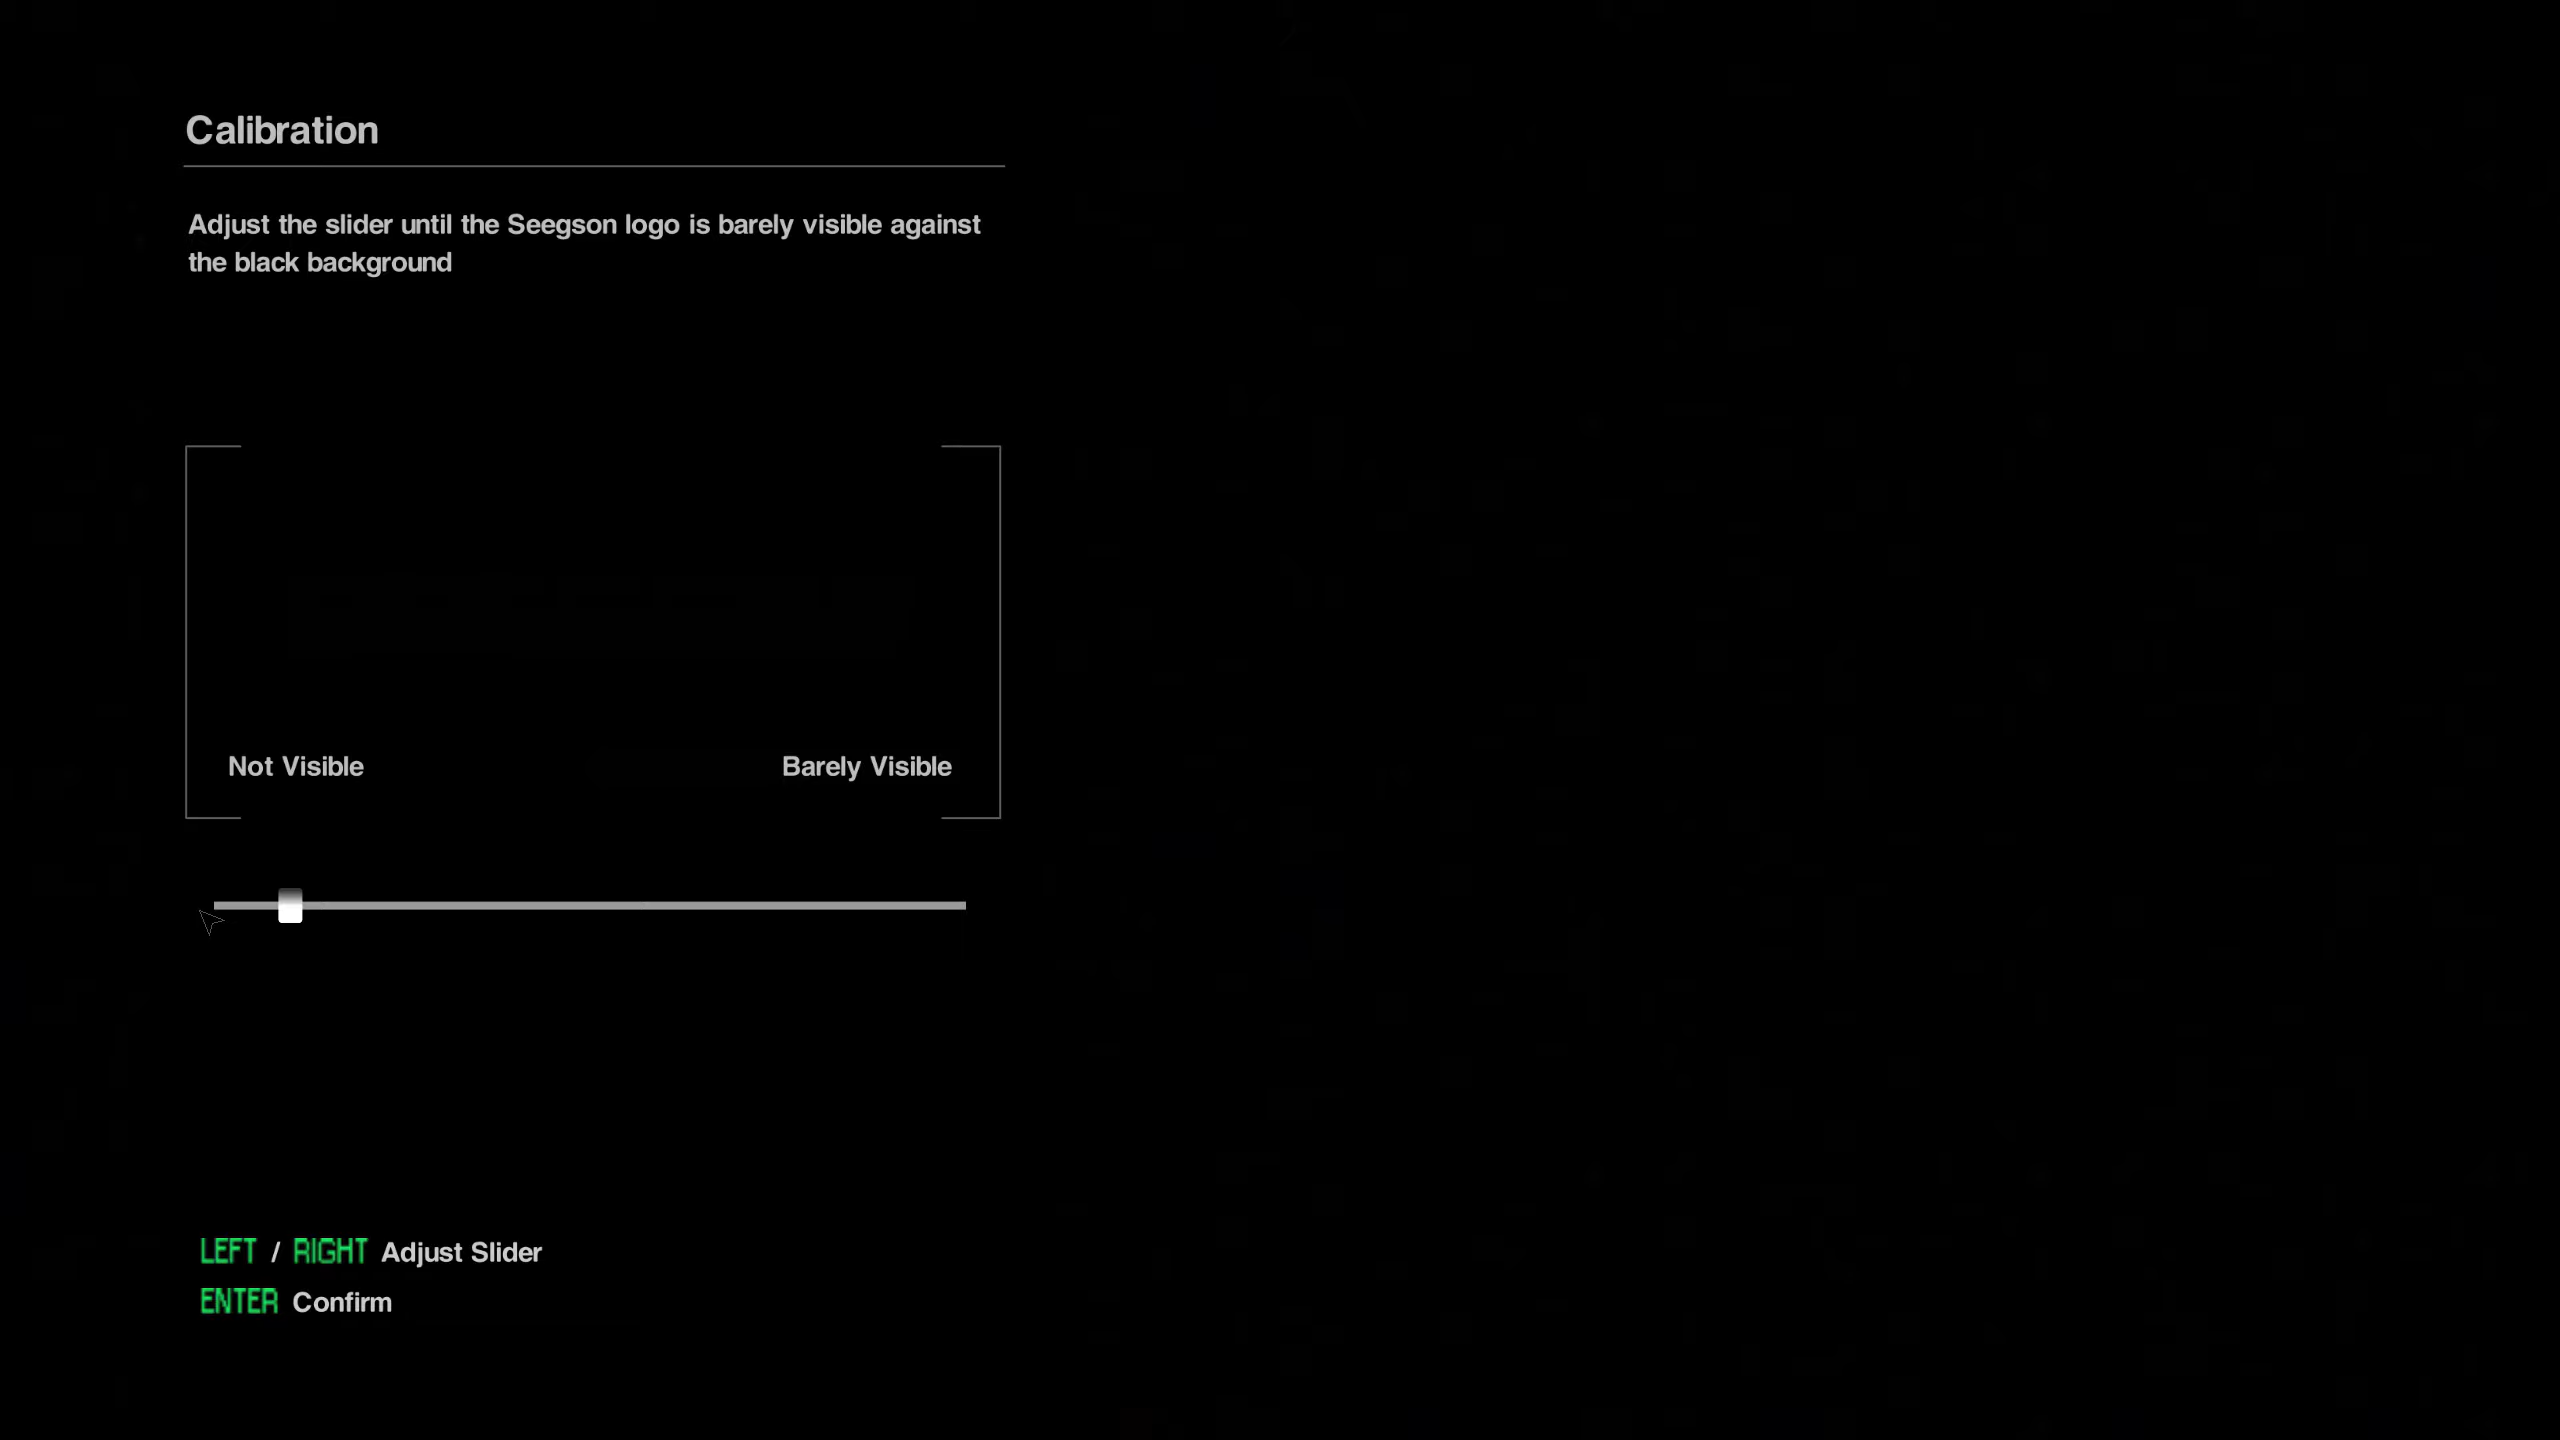 Calibration
Adjust the slider until the Seegson logo is barely visible against
the black background
Not Visible
Barely Visible
LEFT / RIGHT Adjust Slider
ENTER Confirm